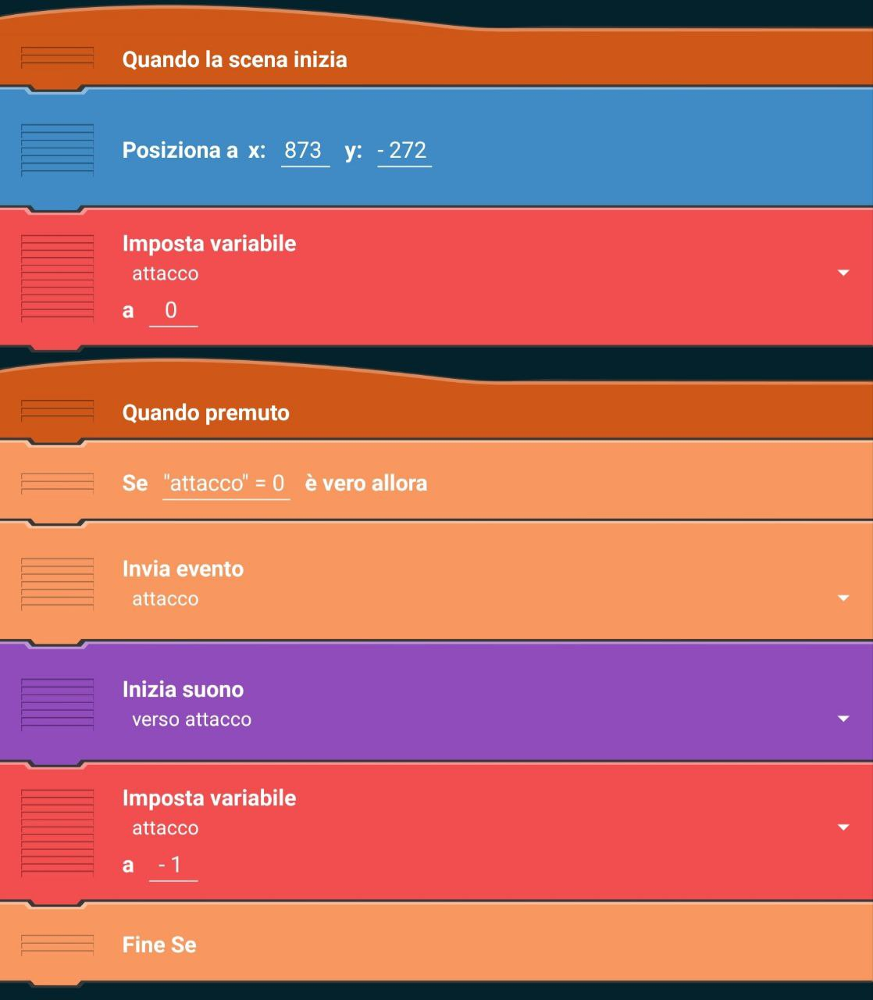 Quando la scena inizia
Posiziona a x: 873 y: - 272
Imposta variabile
attacco
a 0
Quando premuto
Se "attacco" = 0 è vero allora
Invia evento
attacco
Inizia suono
verso attacco
Imposta variabile
attacco
a - 1
Fine Se